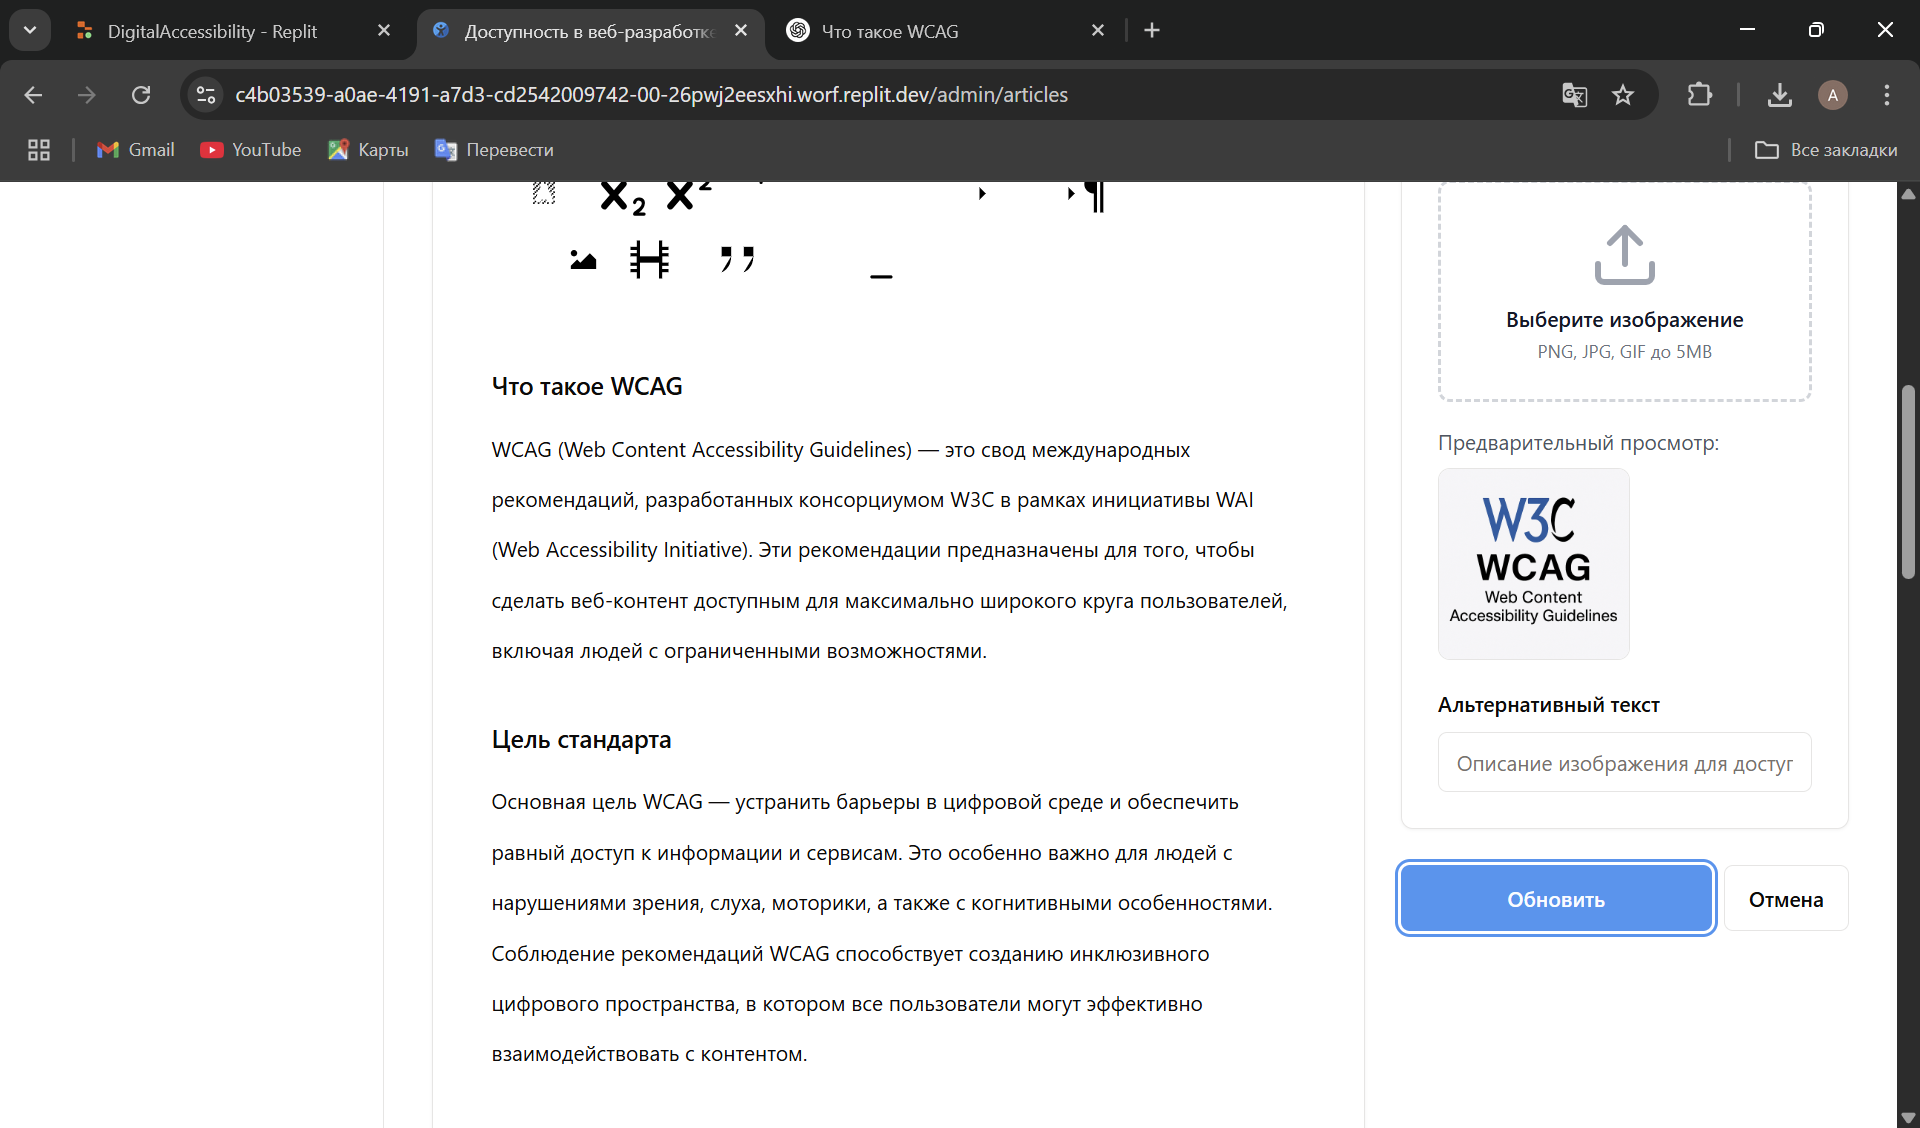 DigitalAccessibility - Replit
Доступность в веб-разработке
Что такое WCAG
c4b03539-a0ae-4191-a7d3-cd2542009742-00-26pwj2eesxhi.worf.replit.dev/admin/articles
A
Gmail
YouTube
Карты
Перевести
Все закладки
Что такое WCAG
WCAG (Web Content Accessibility Guidelines) — это свод международных
рекомендаций, разработанных консорциумом W3C в рамках инициативы WAI
(Web Accessibility Initiative). Эти рекомендации предназначены для того, чтобы
сделать веб-контент доступным для максимально широкого круга пользователей,
включая людей с ограниченными возможностями.
Цель стандарта
Основная цель WCAG — устранить барьеры в цифровой среде и обеспечить
равный доступ к информации и сервисам. Это особенно важно для людей с
нарушениями зрения, слуха, моторики, а также с когнитивными особенностями.
Соблюдение рекомендаций WCAG способствует созданию инклюзивного
цифрового пространства, в котором все пользователи могут эффективно
взаимодействовать с контентом.
Выберите изображение
PNG, JPG, GIF до 5MB
Предварительный просмотр:
W3C
WCAG
Web Content
Accessibility Guidelines
Альтернативный текст
Описание изображения для досту
Обновить
Отмена